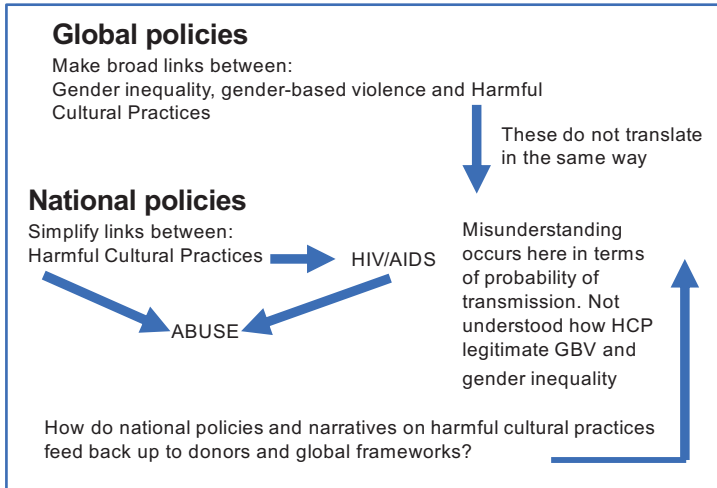 Global policies
Make broad links between:
Gender inequality, gender-based violence and Harmful
Cultural Practices
These do not translate
in the same way
National policies
Simplify links between:
Harmful Cultural Practices
HIV/AIDS
ABUSE
Misunderstanding
occurs here in terms
of probability of
transmission. Not
understood how HCP
legitimate GBV and
gender inequality
How do national policies and narratives on harmful cultural practices
feed back up to donors and global frameworks?